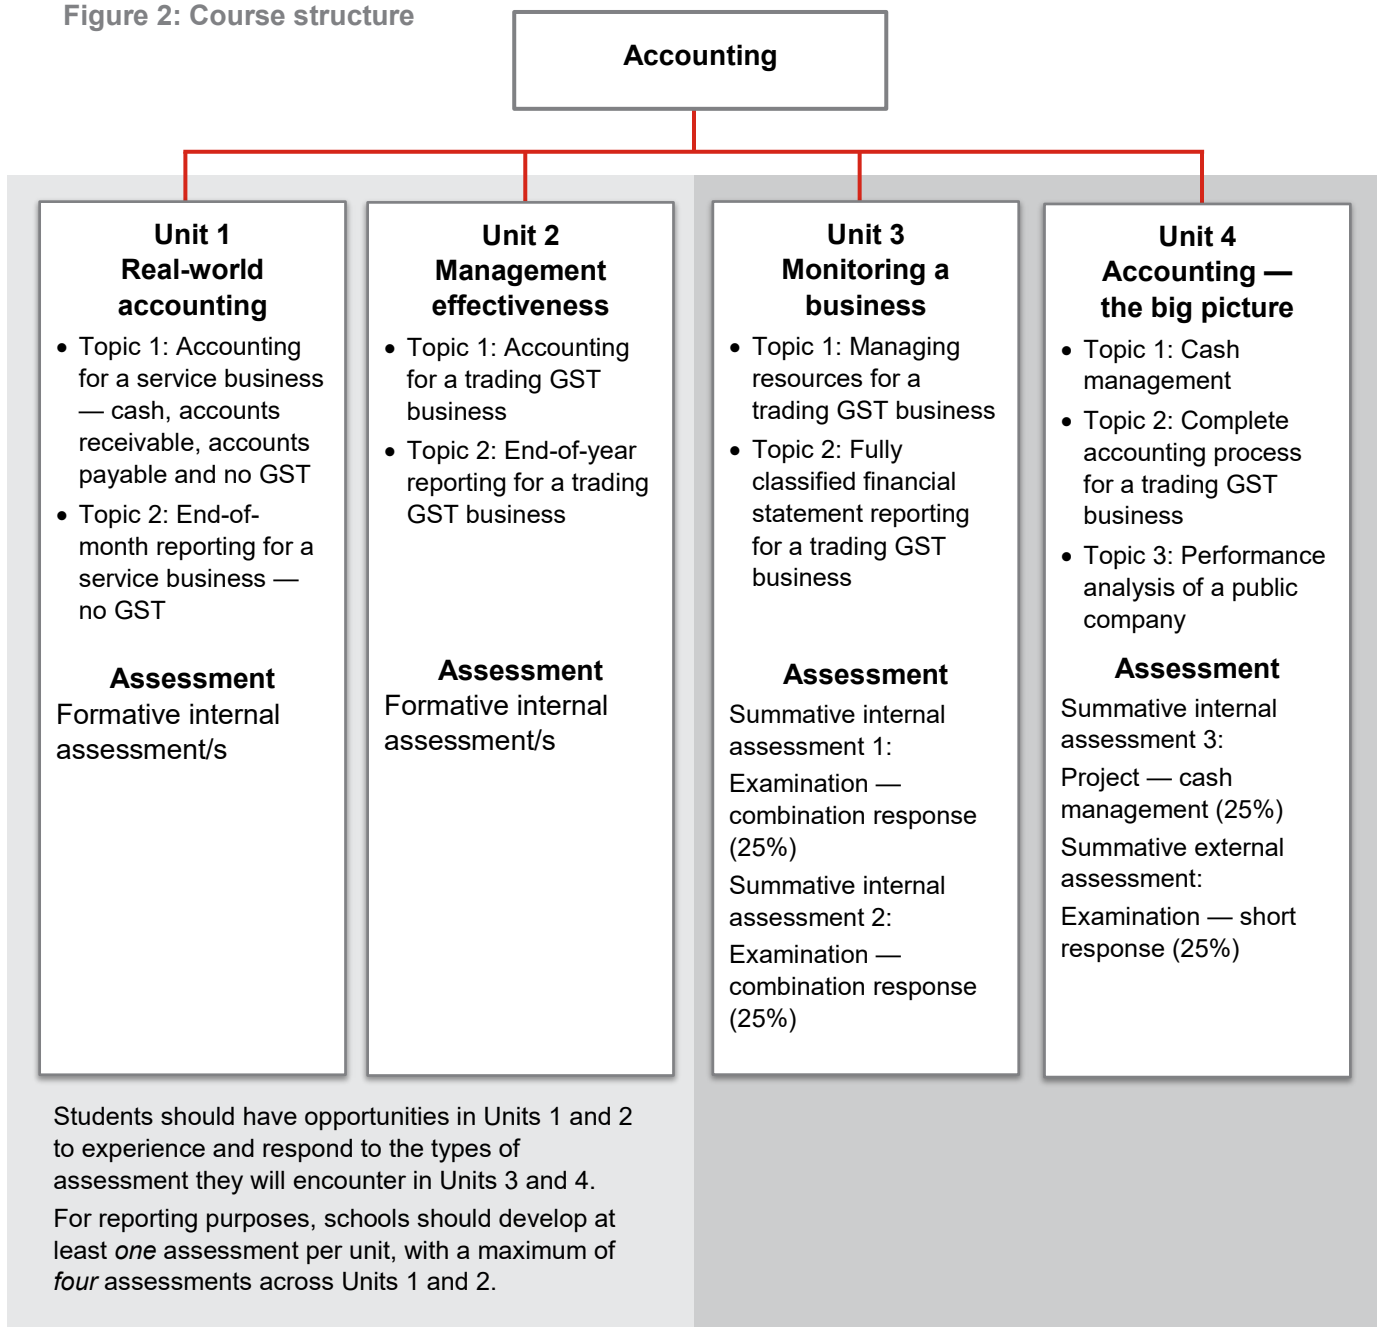 Figure 2: Course structure
Accounting
Unit 1
Real-world
accounting
• Topic 1: Accounting
for a service business
— cash, accounts
receivable, accounts
payable and no GST
• Topic 2: End-of-
month reporting for a
service business —
no GST
Assessment
Formative internal
assessment/s
Unit 2
Management
effectiveness
• Topic 1: Accounting
for a trading GST
business
• Topic 2: End-of-year
reporting for a trading
GST business
Assessment
Formative internal
assessment/s
Unit 3
Monitoring a
business
• Topic 1: Managing
resources for a
trading GST business
• Topic 2: Fully
classified financial
statement reporting
for a trading GST
business
Assessment
Summative internal
assessment 1:
Examination —
combination response
(25%)
Summative internal
assessment 2:
Examination —
combination response
(25%)
Unit 4
Accounting —
the big picture
• Topic 1: Cash
management
• Topic 2: Complete
accounting process
for a trading GST
business
• Topic 3: Performance
analysis of a public
company
Assessment
Summative internal
assessment 3:
Project — cash
management (25%)
Summative external
assessment:
Examination — short
response (25%)
Students should have opportunities in Units 1 and 2
to experience and respond to the types of
assessment they will encounter in Units 3 and 4.
For reporting purposes, schools should develop at
least one assessment per unit, with a maximum of
four assessments across Units 1 and 2.